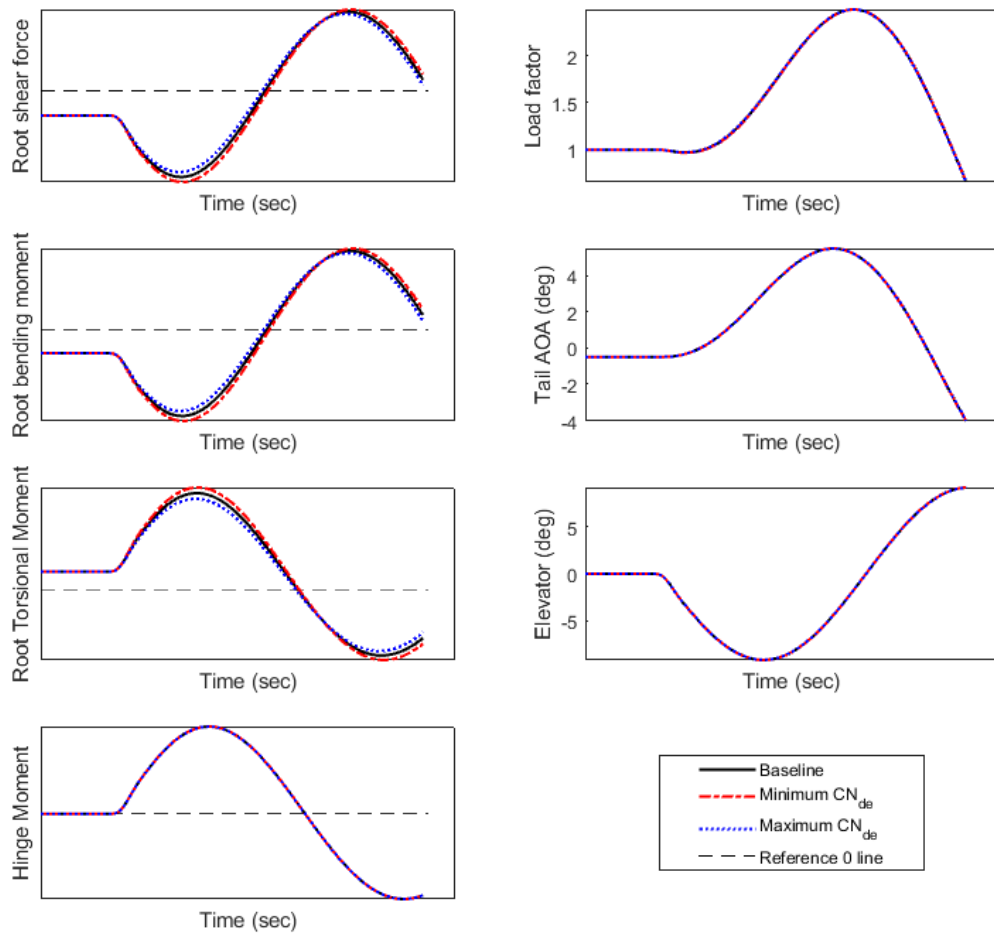 Root shear force
Time (sec)
2
1.5
1
Load factor
Time (sec)
Root bending moment
Time (sec)
4
2
0
-2
-4
Tail AOA (deg)
Time (sec)
Root Torsional Moment
Time (sec)
5
0
-5
Elevator (deg)
Time (sec)
Hinge Moment
Time (sec)
Baseline
Minimum CN_de
Maximum CN_de
Reference 0 line